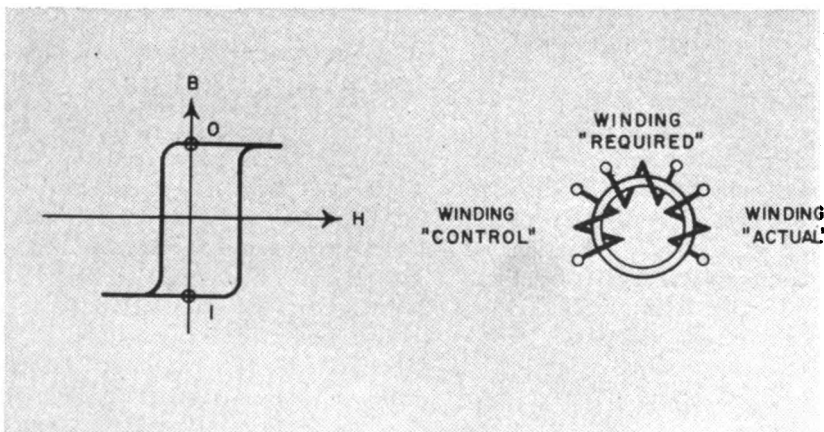 B
O
H
I
WINDING
"REQUIRED"
WINDING
"CONTROL"
WINDING
"ACTUAL"